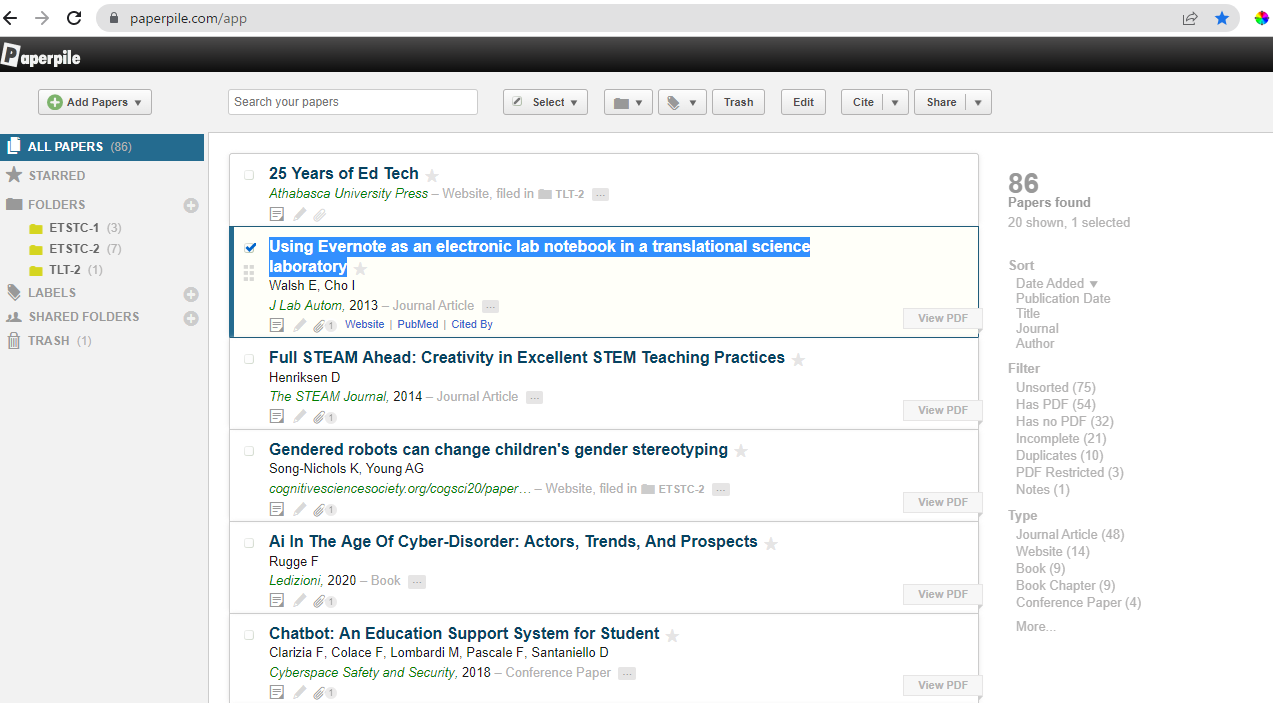 paperpile.com/app
Paperpile
Add Papers
Search your papers
Select
Trash
Edit
Cite
Share
ALL PAPERS (86)
STARRED
FOLDERS
ETSTC-1 (3)
ETSTC-2 (7)
TLT-2 (1)
LABELS
SHARED FOLDERS
TRASH (1)
25 Years of Ed Tech
Athabasca University Press – Website, filed in TLT-2 ...
Using Evernote as an electronic lab notebook in a translational science
laboratory
Walsh E, Cho I
J Lab Autom, 2013 – Journal Article ...
1 Website | PubMed | Cited By
View PDF
Full STEAM Ahead: Creativity in Excellent STEM Teaching Practices
Henriksen D
The STEAM Journal, 2014 – Journal Article ...
1
View PDF
Gendered robots can change children's gender stereotyping
Song-Nichols K, Young AG
cognitivesciencesociety.org/cogsci20/paper… – Website, filed in ETSTC-2 ...
1
View PDF
Ai In The Age Of Cyber-Disorder: Actors, Trends, And Prospects
Rugge F
Ledizioni, 2020 – Book ...
1
View PDF
Chatbot: An Education Support System for Student
Clarizia F, Colace F, Lombardi M, Pascale F, Santaniello D
Cyberspace Safety and Security, 2018 – Conference Paper ...
1
View PDF
86
Papers found
20 shown, 1 selected
Sort
Date Added
Publication Date
Title
Journal
Author
Filter
Unsorted (75)
Has PDF (54)
Has no PDF (32)
Incomplete (21)
Duplicates (10)
PDF Restricted (3)
Notes (1)
Type
Journal Article (48)
Website (14)
Book (9)
Book Chapter (9)
Conference Paper (4)
More...